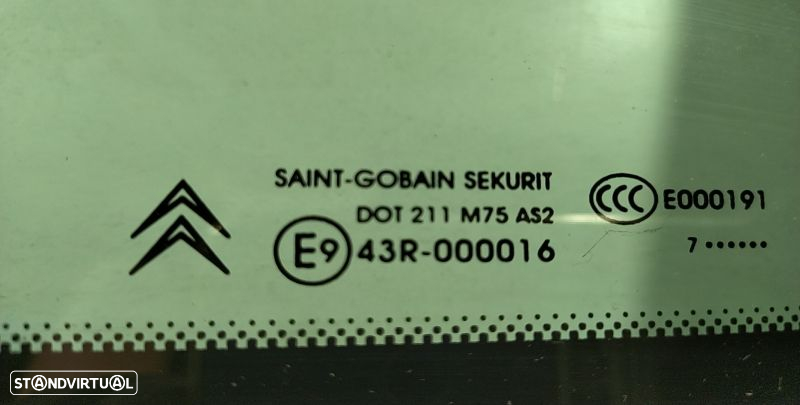 SAINT-GOBAIN SEKURIT
DOT 211 M75 AS2
E9 43R-000016
CCC E000191
7 ••••••
STANDVIRTUAL